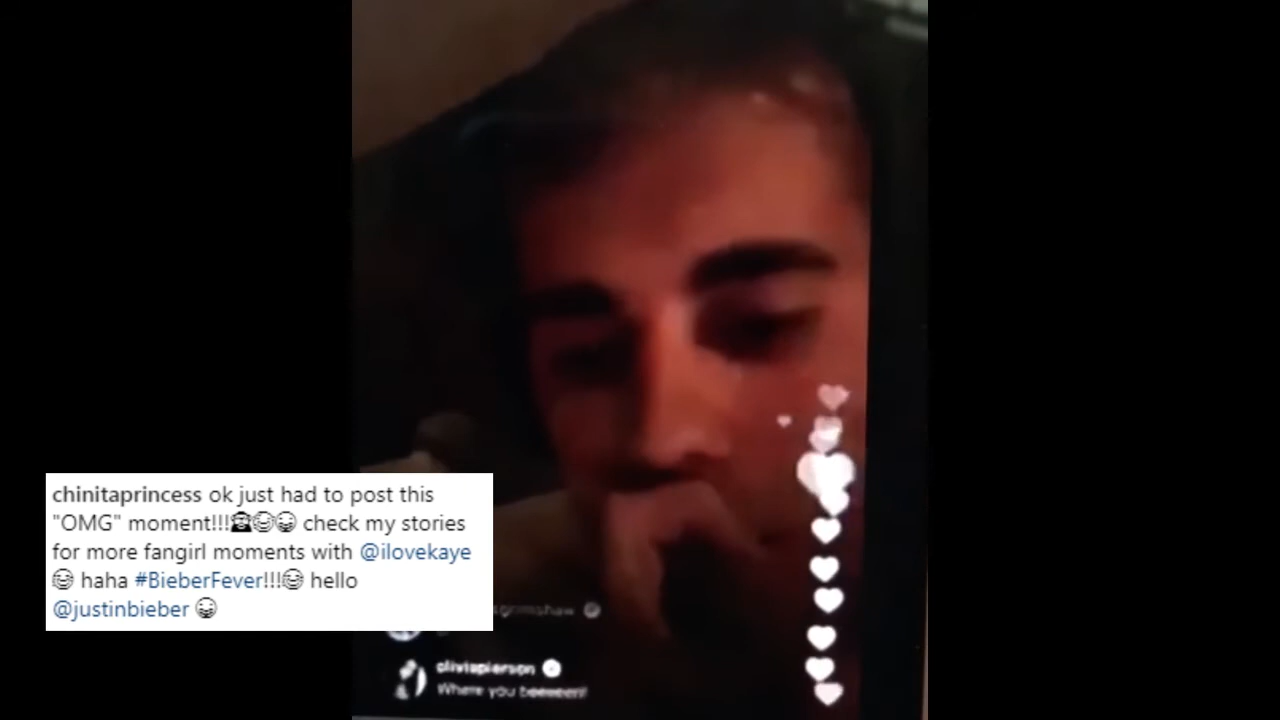 chinitaprincess ok just had to post this
"OMG" moment!!! check my stories
for more fangirl moments with @ilovekaye
haha #BieberFever!!! hello
@justinbieber
oliviapierson
Where you